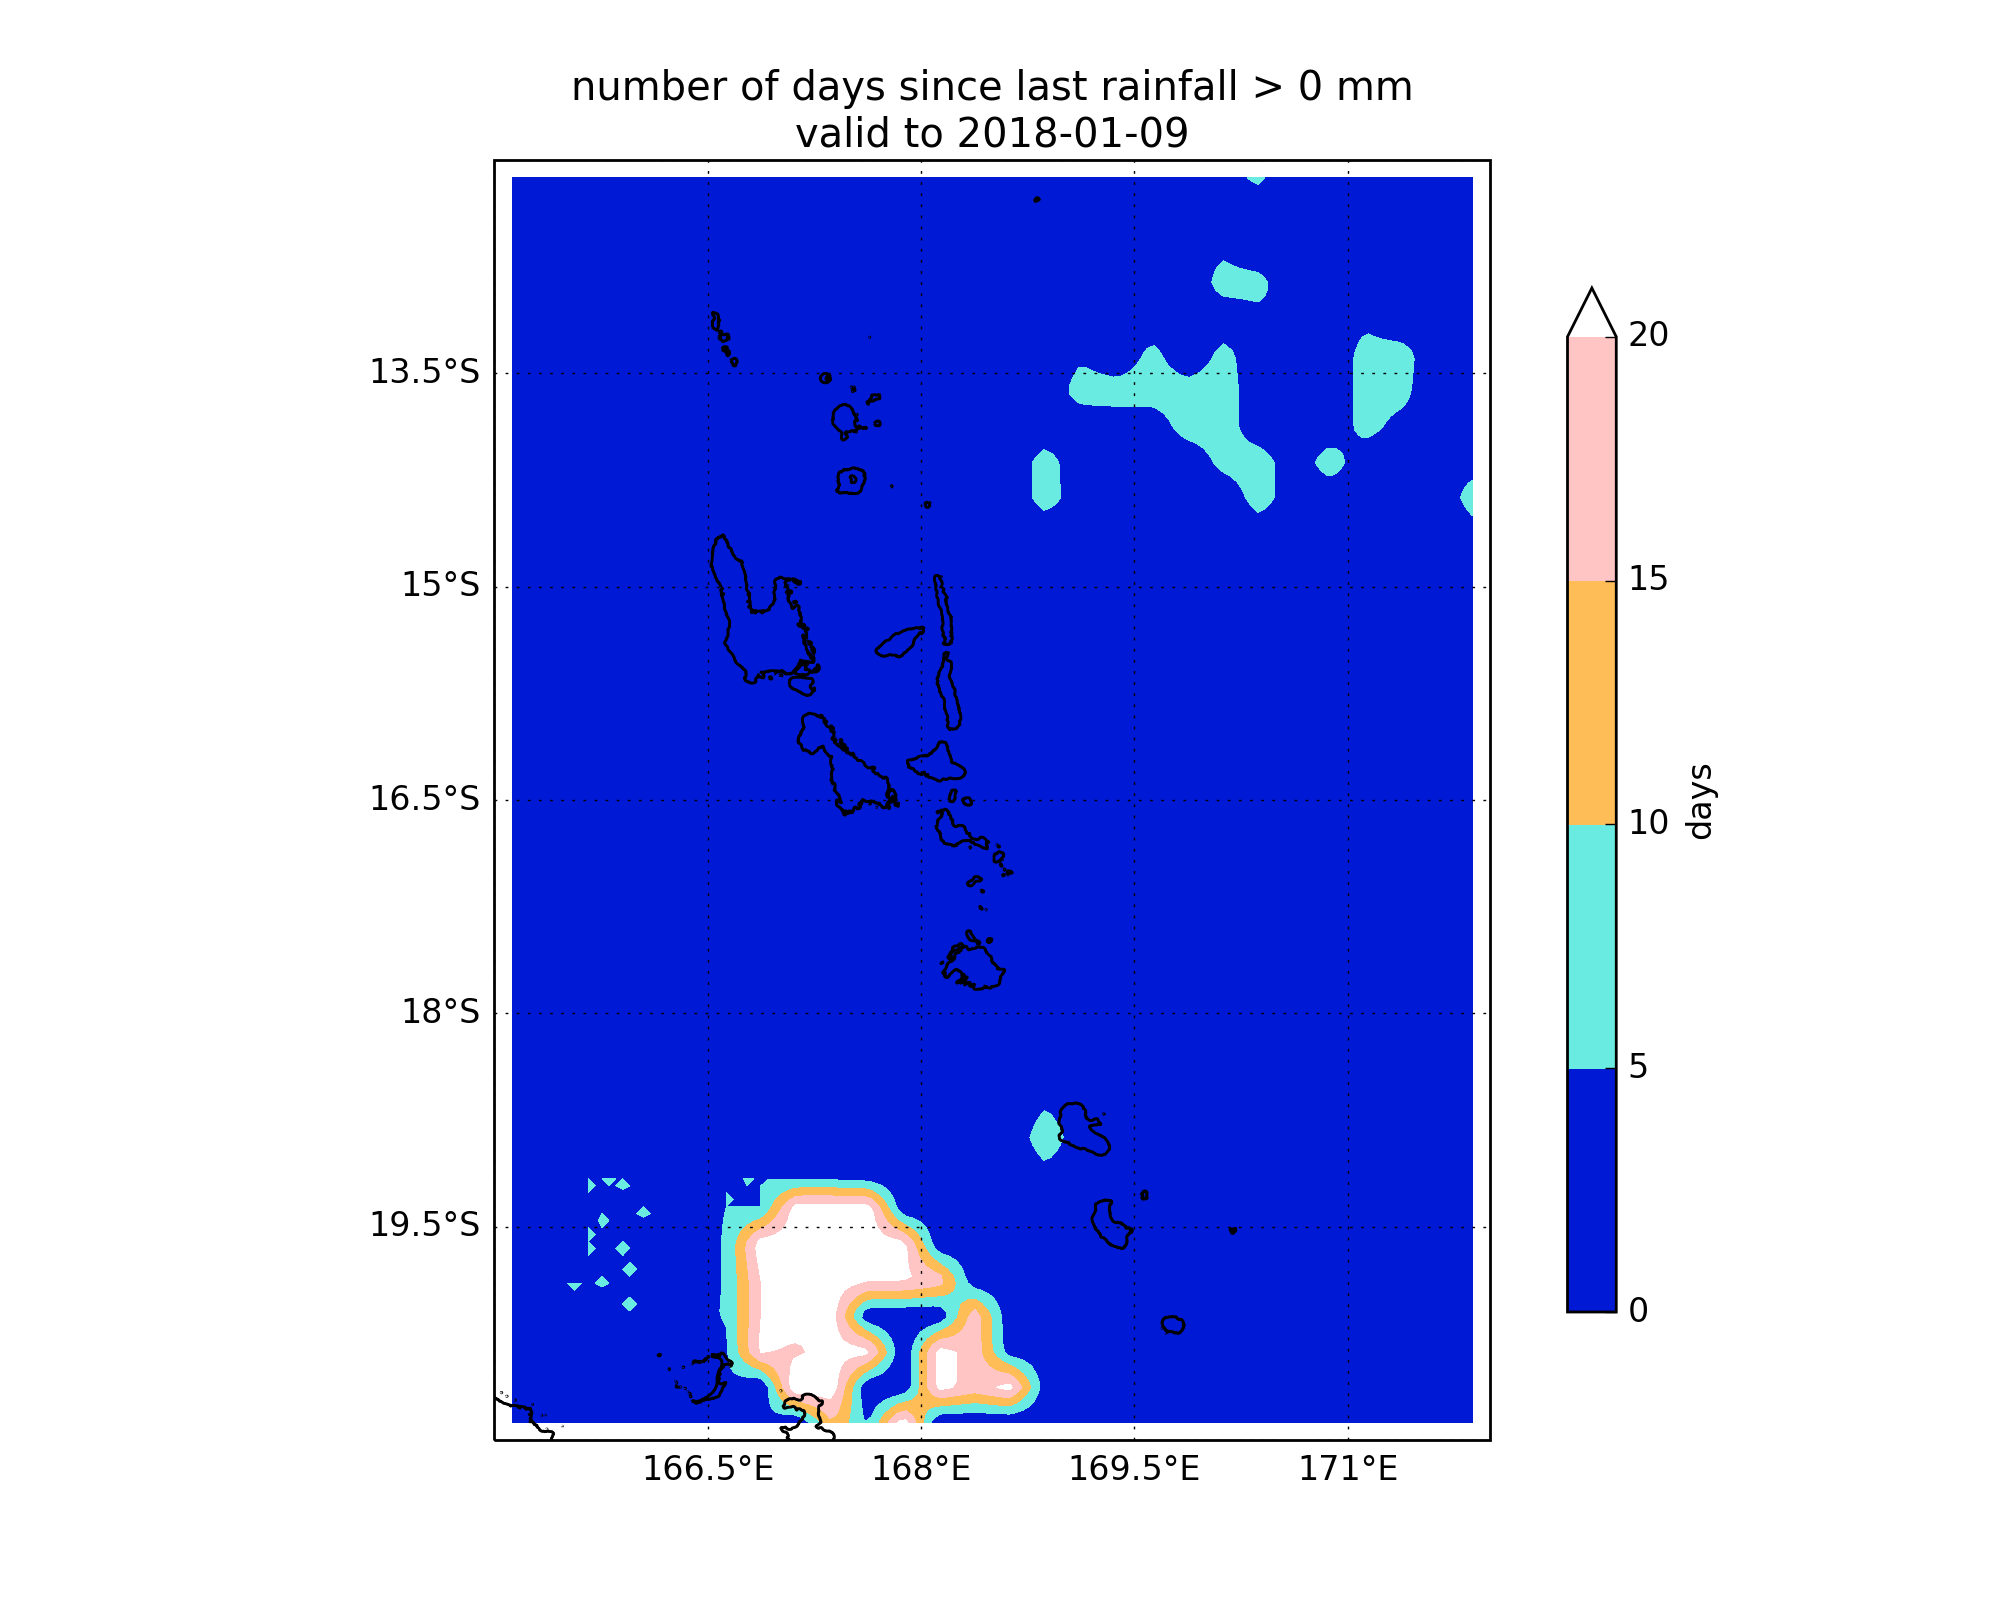 number of days since last rainfall > 0 mm
valid to 2018-01-09
13.5°S
15°S
16.5°S
18°S
19.5°S
166.5°E
168°E
169.5°E
171°E
20
15
10
5
0
days